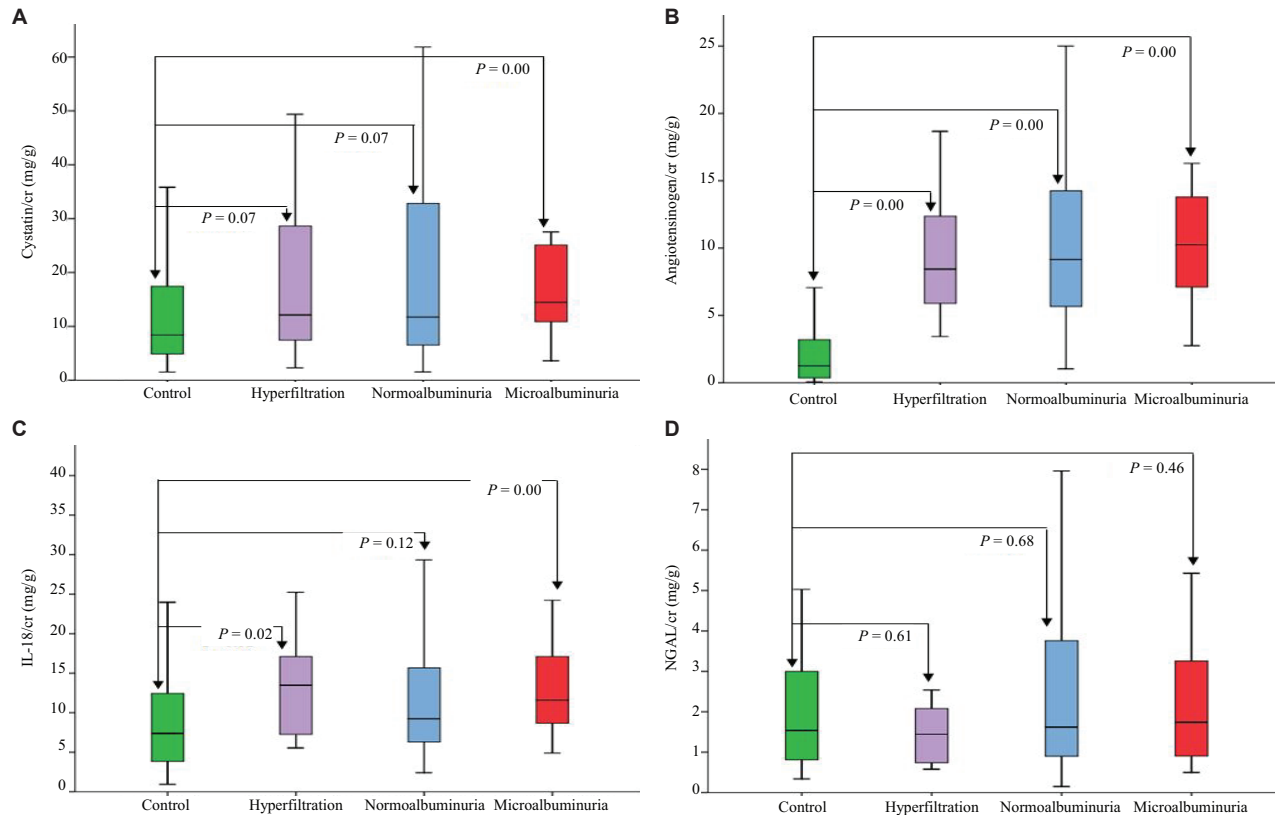 A
Cystatin/cr (mg/g)
60
50
40
30
20
10
0
P = 0.00
P = 0.07
P = 0.07
Control
Hyperfiltration
Normoalbuminuria
Microalbuminuria
B
Angiotensinogen/cr (mg/g)
25
20
15
10
5
0
P = 0.00
P = 0.00
P = 0.00
Control
Hyperfiltration
Normoalbuminuria
Microalbuminuria
C
IL-18/cr (mg/g)
40
35
30
25
20
15
10
5
0
P = 0.00
P = 0.12
P = 0.02
Control
Hyperfiltration
Normoalbuminuria
Microalbuminuria
D
NGAL/cr (mg/g)
8
7
6
5
4
3
2
1
0
P = 0.46
P = 0.68
P = 0.61
Control
Hyperfiltration
Normoalbuminuria
Microalbuminuria